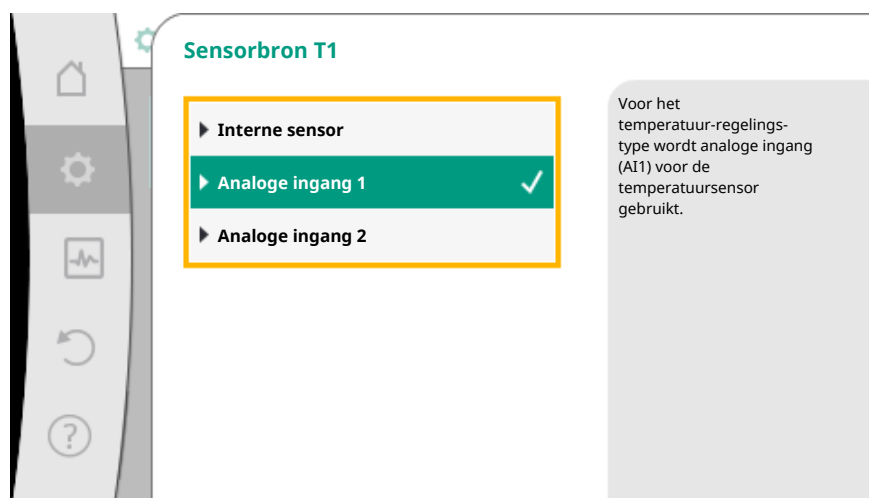 Sensorbron T1
Interne sensor
Analoge ingang 1
Analoge ingang 2
Voor het
temperatuur-regelings-
type wordt analoge ingang
(AI1) voor de
temperatuursensor
gebruikt.
?